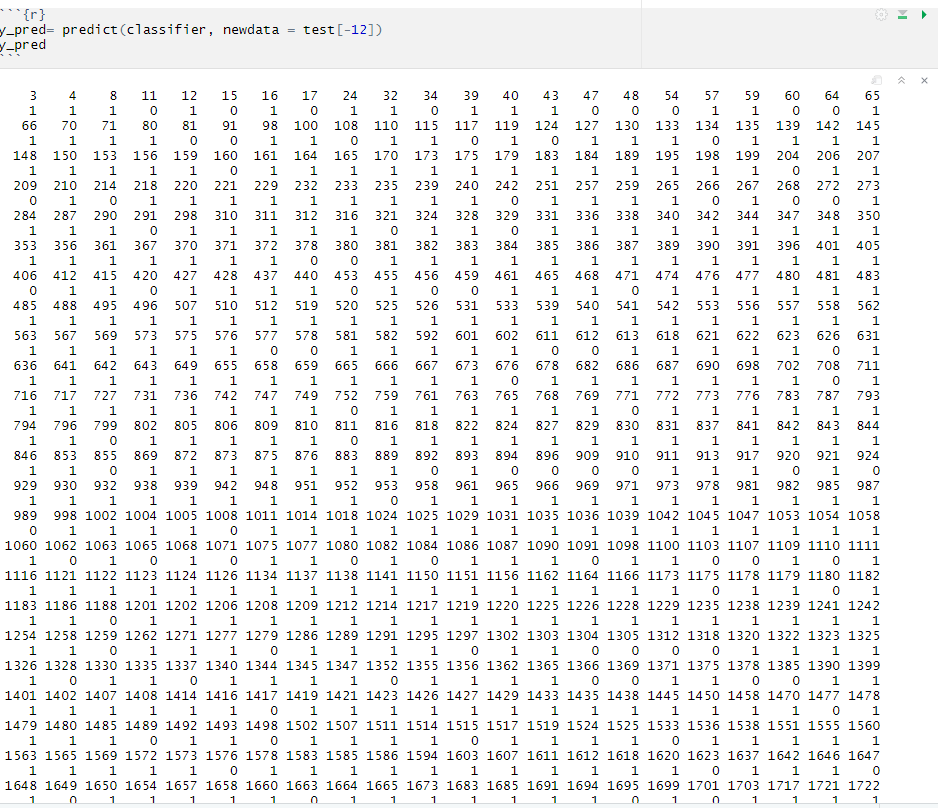 ```{r}
y_pred= predict(classifier, newdata = test[-12])
y_pred
```
3 4 8 11 12 15 16 17 24 32 34 39 40 43 47 48 54 57 59 60 64 65
1 1 1 0 1 0 1 0 1 1 0 1 1 1 0 0 1 0 1 0 0 1
66 70 71 80 81 91 98 100 108 110 115 117 119 124 127 130 133 134 135 139 142 145
1 1 1 1 0 0 1 1 0 1 1 0 1 0 1 1 1 0 1 1 1 1
148 150 153 156 159 160 161 164 165 170 173 175 179 183 184 189 195 198 199 204 206 207
1 1 1 1 1 0 1 1 1 1 1 1 1 1 1 1 1 1 1 0 1 1
209 210 214 218 220 221 229 232 233 235 239 240 242 251 257 259 265 266 267 268 272 273
0 1 0 1 1 1 1 1 1 1 1 1 0 1 1 1 1 0 1 0 0 1
284 287 290 291 298 310 311 312 316 321 324 328 329 331 336 338 340 342 344 347 348 350
1 1 1 0 1 1 1 1 1 0 1 1 0 1 1 1 1 1 1 1 1 1
353 356 361 367 370 371 372 378 380 381 382 383 384 385 386 387 389 390 391 396 401 405
1 1 1 1 1 1 1 0 0 1 1 1 1 1 1 1 1 1 1 1 1 1
406 412 415 420 427 428 437 440 453 455 456 459 461 465 468 471 474 476 477 480 481 483
0 1 1 0 1 1 1 1 0 1 0 0 1 1 1 0 1 1 1 1 1 1
485 488 495 496 507 510 512 519 520 525 526 531 533 539 540 541 542 553 556 557 558 562
1 1 1 1 1 1 1 1 1 1 1 1 1 1 1 1 1 1 1 1 1 1
563 567 569 573 575 576 577 578 581 582 592 601 602 611 612 613 618 621 622 623 626 631
1 1 1 1 1 1 0 0 1 1 1 1 1 0 0 1 1 1 1 1 0 1
636 641 642 643 649 655 658 659 665 666 667 673 676 678 682 686 687 690 698 702 708 711
1 1 1 1 1 1 1 1 1 1 1 1 0 1 1 1 1 1 1 1 0 1
716 717 727 731 736 742 747 749 752 759 761 763 765 768 769 771 772 773 776 783 787 793
1 1 1 1 1 1 1 1 0 1 1 1 1 1 1 0 1 1 1 1 1 1
794 796 799 802 805 806 809 810 811 816 818 822 824 827 829 830 831 837 841 842 843 844
1 1 0 1 1 1 1 1 0 1 1 1 1 1 1 1 1 1 1 1 1 1
846 853 855 869 872 873 875 876 883 889 892 893 894 896 909 910 911 913 917 920 921 924
1 1 0 1 1 1 1 1 1 1 0 1 0 0 0 0 1 1 1 0 1 0
929 930 932 938 939 942 948 951 952 953 958 961 965 966 969 971 973 978 981 982 985 987
1 1 1 1 1 1 1 1 1 0 1 1 1 1 1 1 1 1 1 1 1 1
989 998 1002 1004 1005 1008 1011 1014 1018 1024 1025 1029 1031 1035 1036 1039 1042 1045 1047 1053 1054 1058
0 1 1 1 1 0 1 1 1 1 1 1 1 1 1 1 1 1 1 1 1 1
1060 1062 1063 1065 1068 1071 1075 1077 1080 1082 1084 1086 1087 1090 1091 1098 1100 1103 1107 1109 1110 1111
1 0 1 0 1 0 1 1 0 1 0 1 1 1 0 1 1 0 0 1 0 1
1116 1121 1122 1123 1124 1126 1134 1137 1138 1141 1150 1151 1156 1162 1164 1166 1173 1175 1178 1179 1180 1182
1 1 1 1 1 1 1 1 1 1 1 1 1 1 1 1 1 0 1 1 0 1
1183 1186 1188 1201 1202 1206 1208 1209 1212 1214 1217 1219 1220 1225 1226 1228 1229 1235 1238 1239 1241 1242
1 1 0 1 1 1 1 1 1 1 1 1 1 1 1 1 1 1 1 1 1 1
1254 1258 1259 1262 1271 1277 1279 1286 1289 1291 1295 1297 1302 1303 1304 1305 1312 1318 1320 1322 1323 1325
1 1 0 1 1 1 0 1 1 1 1 0 1 1 0 0 0 0 1 1 1 1
1326 1328 1330 1335 1337 1340 1344 1345 1347 1352 1355 1356 1362 1365 1366 1369 1371 1375 1378 1385 1390 1399
1 0 1 1 0 1 1 1 1 0 1 1 1 1 0 0 1 1 0 0 1 1
1401 1402 1407 1408 1414 1416 1417 1419 1421 1423 1426 1427 1429 1433 1435 1438 1445 1450 1458 1470 1477 1478
1 1 1 1 1 1 0 1 1 1 1 1 1 1 1 1 1 1 1 1 0 1
1479 1480 1485 1489 1492 1493 1498 1502 1507 1511 1514 1515 1517 1519 1524 1525 1533 1536 1538 1551 1555 1560
1 1 1 0 1 1 0 1 1 1 1 0 1 1 1 1 0 1 1 1 1 1
1563 1565 1569 1572 1573 1576 1578 1583 1585 1586 1594 1603 1607 1611 1612 1618 1620 1623 1637 1642 1646 1647
1 1 1 1 1 0 1 1 1 1 1 1 1 1 1 1 1 0 1 1 1 0
1648 1649 1650 1654 1657 1658 1660 1663 1664 1665 1673 1683 1685 1691 1694 1695 1699 1701 1703 1717 1721 1722
1 0 1 1 1 1 1 0 1 1 1 1 1 1 1 0 1 0 1 1 1 1